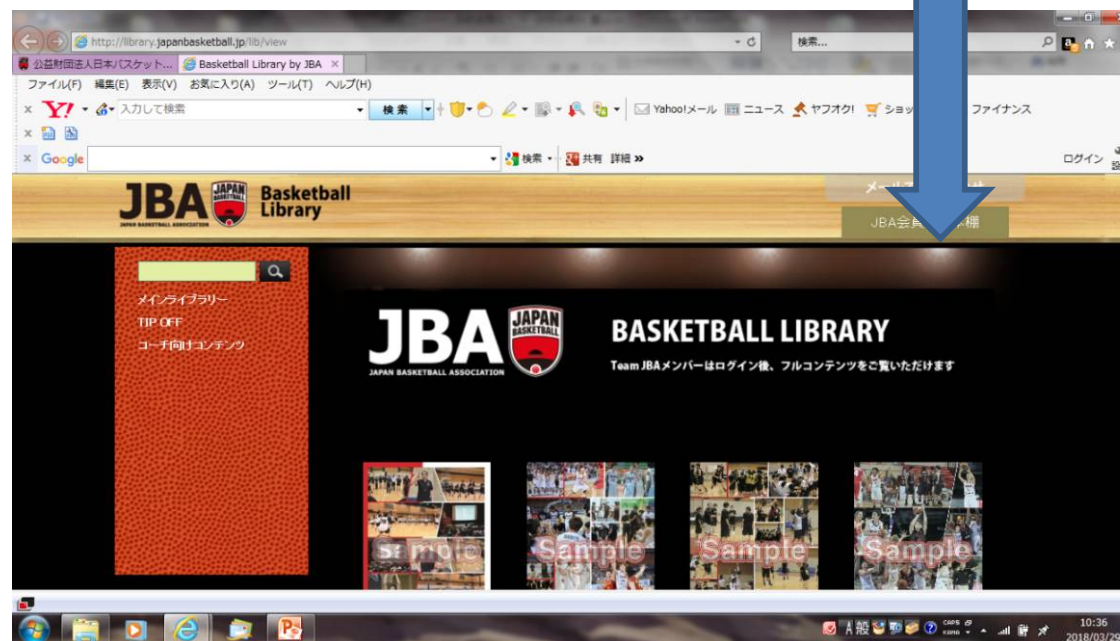 http://library.japanbasketball.jp/lib/view
検索...
公益財団法人日本バスケット...
Basketball Library by JBA
ファイル(F) 編集(E) 表示(V) お気に入り(A) ツール(T) ヘルプ(H)
Y! 入力して検索 検索 Yahoo!メール ニュース ヤフオク! ショッ ファイナンス
Google 検索 共有 詳細 »
ログイン
JBA JAPAN BASKETBALL Basketball
JAPAN BASKETBALL ASSOCIATION Library
JBA会員
棚
メインライブラリー
TIP OFF
コーチ向けコンテンツ
JBA JAPAN BASKETBALL
JAPAN BASKETBALL ASSOCIATION
BASKETBALL LIBRARY
Team JBAメンバーはログイン後、フルコンテンツをご覧いただけます
Sample Sample Sample Sample
A 般 CAPS KANA 10:36